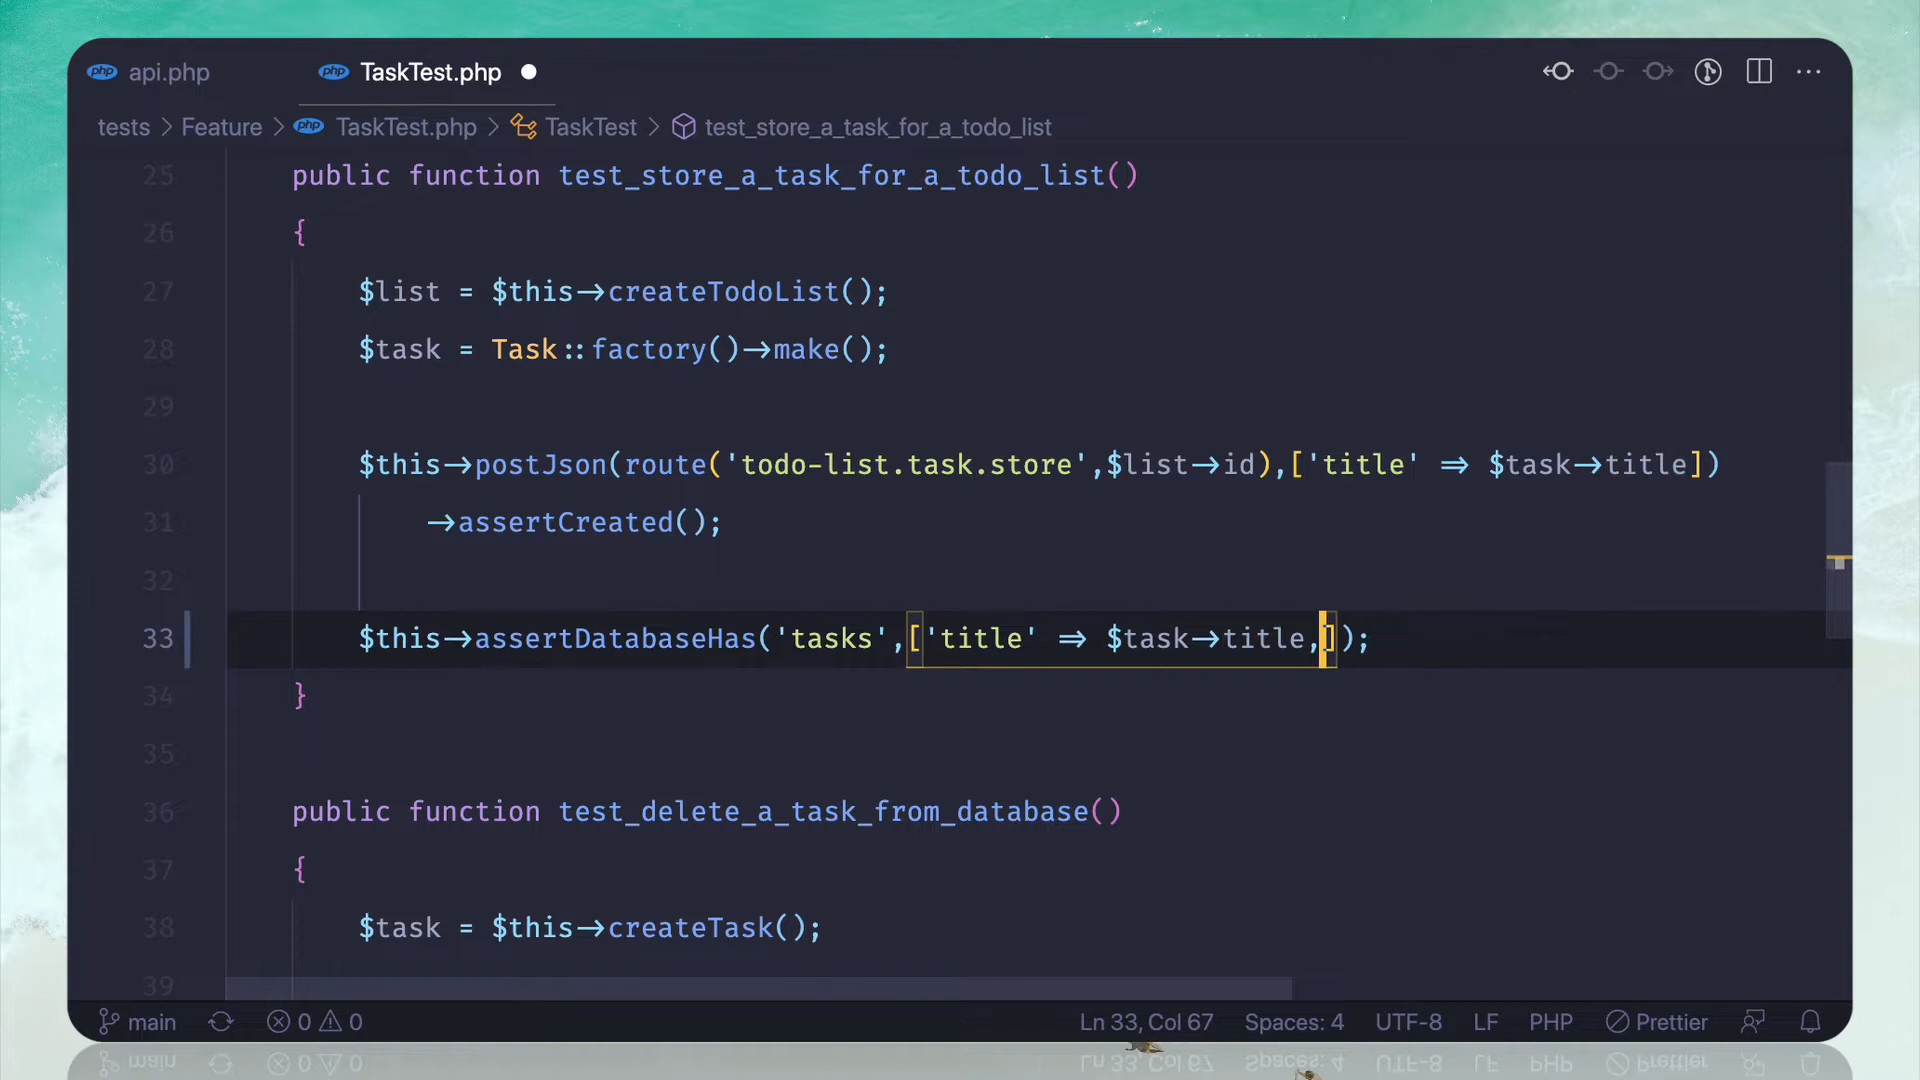 php api.php
php TaskTest.php
tests > Feature > php TaskTest.php > TaskTest > test_store_a_task_for_a_todo_list
25 public function test_store_a_task_for_a_todo_list()
26 {
27 $list = $this->createTodoList();
28 $task = Task::factory()->make();
29
30 $this->postJson(route('todo-list.task.store',$list->id),['title' => $task->title])
31 ->assertCreated();
32
33 $this->assertDatabaseHas('tasks',['title' => $task->title,]);
34 }
35
36 public function test_delete_a_task_from_database()
37 {
38 $task = $this->createTask();
39
main 0 0 Ln 33, Col 67 Spaces: 4 UTF-8 LF PHP Prettier